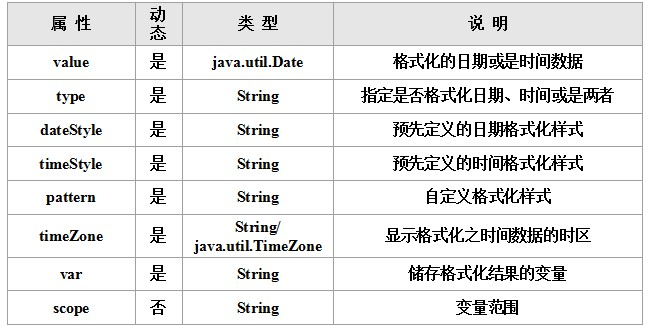 属 性 动态 类 型 说 明
value 是 java.util.Date 格式化的日期或是时间数据
type 是 String 指定是否格式化日期、时间或是两者
dateStyle 是 String 预先定义的日期格式化样式
timeStyle 是 String 预先定义的时间格式化样式
pattern 是 String 自定义格式化样式
timeZone 是 String/ java.util.TimeZone 显示格式化之时间数据的时区
var 是 String 储存格式化结果的变量
scope 否 String 变量范围